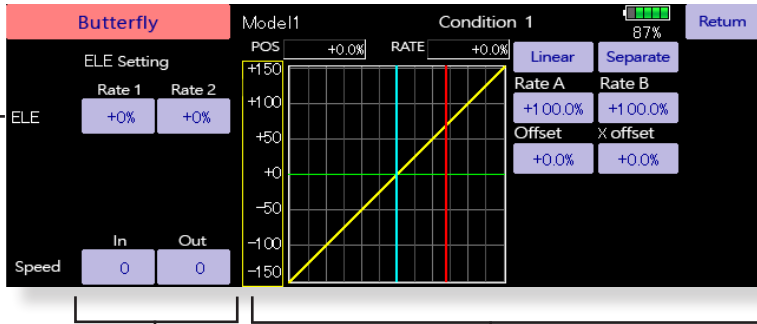 Butterfly Model1 Condition 1 87% Return
POS +0.0% RATE +0.0%
ELE Setting Linear Separate
Rate 1 Rate 2 Rate A Rate B
ELE +0% +0% +100.0% +100.0%
Offset X offset
+0.0% +0.0%
+150
+100
+50
+0
-50
-100
-150
In Out
Speed 0 0